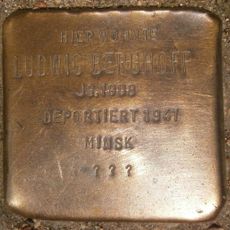 HIER WOHNTE
LUDWIG BERGHOFF
DEPORTIERT 1941
MINSK
? ? ?